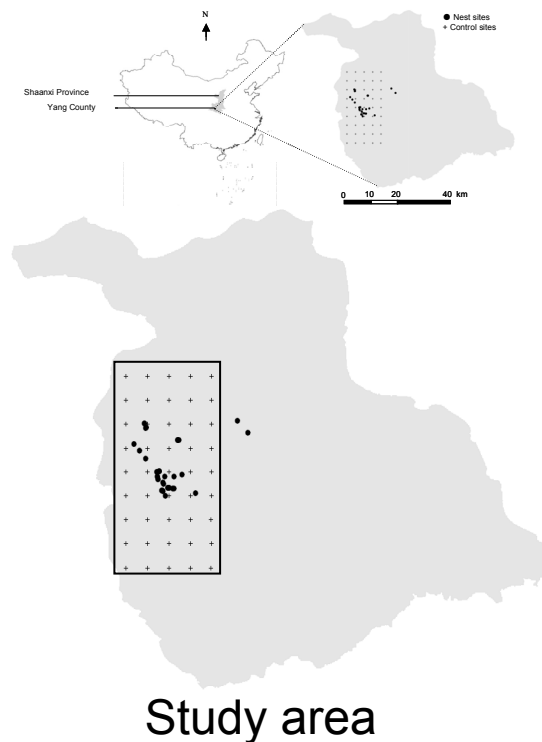 N
Nest sites
Control sites
Shaanxi Province
Yang County
0 10 20 40 km
Study area